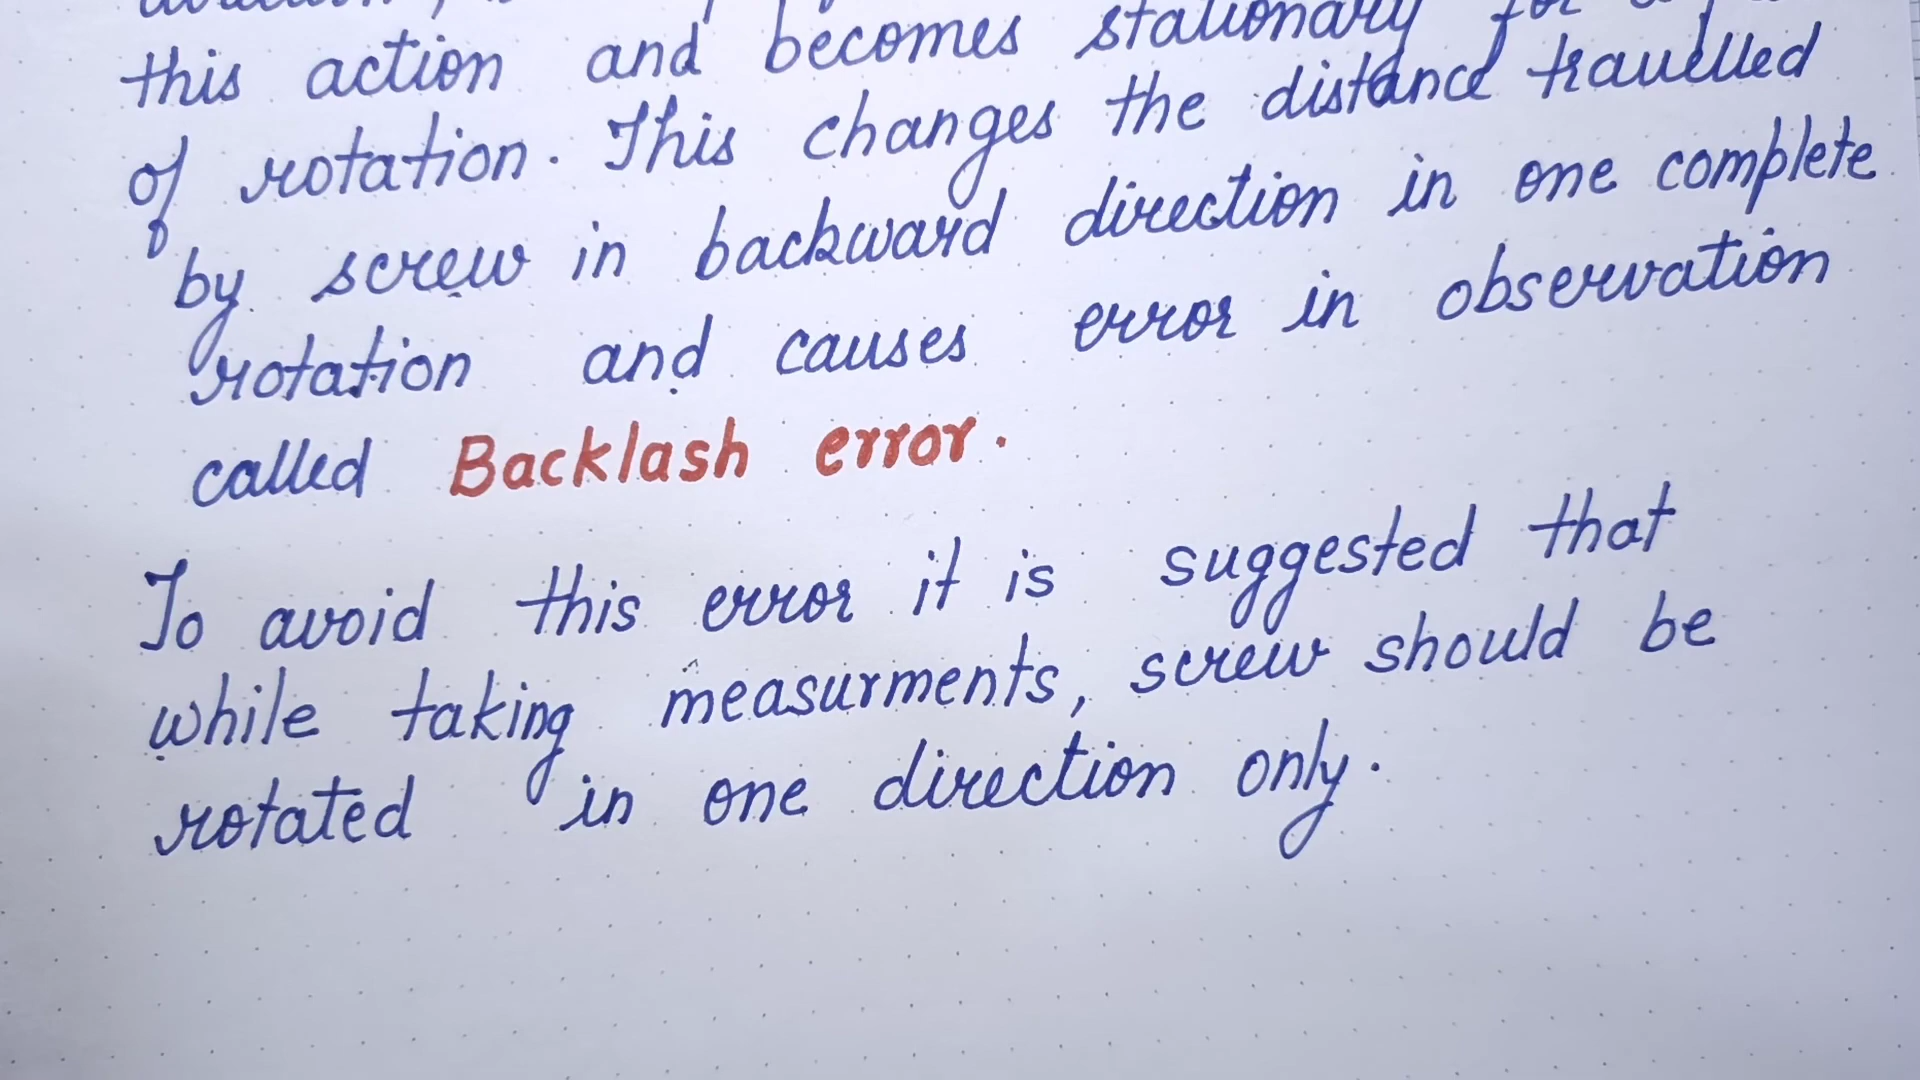 this action and becomes stationary for
of rotation. This changes the distance travelled
by screw in backward direction in one complete
rotation and causes error in observation
called Backlash error.
To avoid this error it is suggested that
while taking measurments, screw should be
rotated in one direction only.